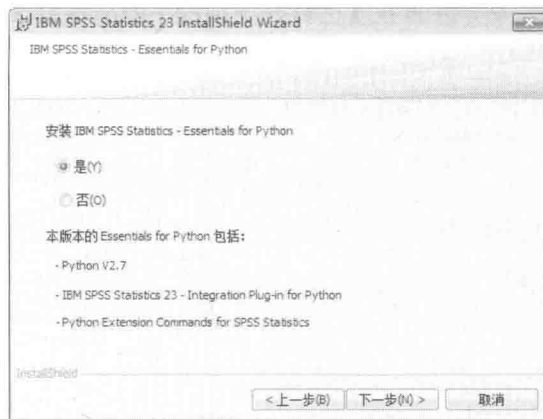 IBM SPSS Statistics 23 InstallShield Wizard
IBM SPSS Statistics - Essentials for Python
安装 IBM SPSS Statistics - Essentials for Python
是(Y)
否(O)
本版本的 Essentials for Python 包括：
- Python V2.7
- IBM SPSS Statistics 23 - Integration Plug-in for Python
- Python Extension Commands for SPSS Statistics
InstallShield
< 上一步(B) 下一步(N) > 取消